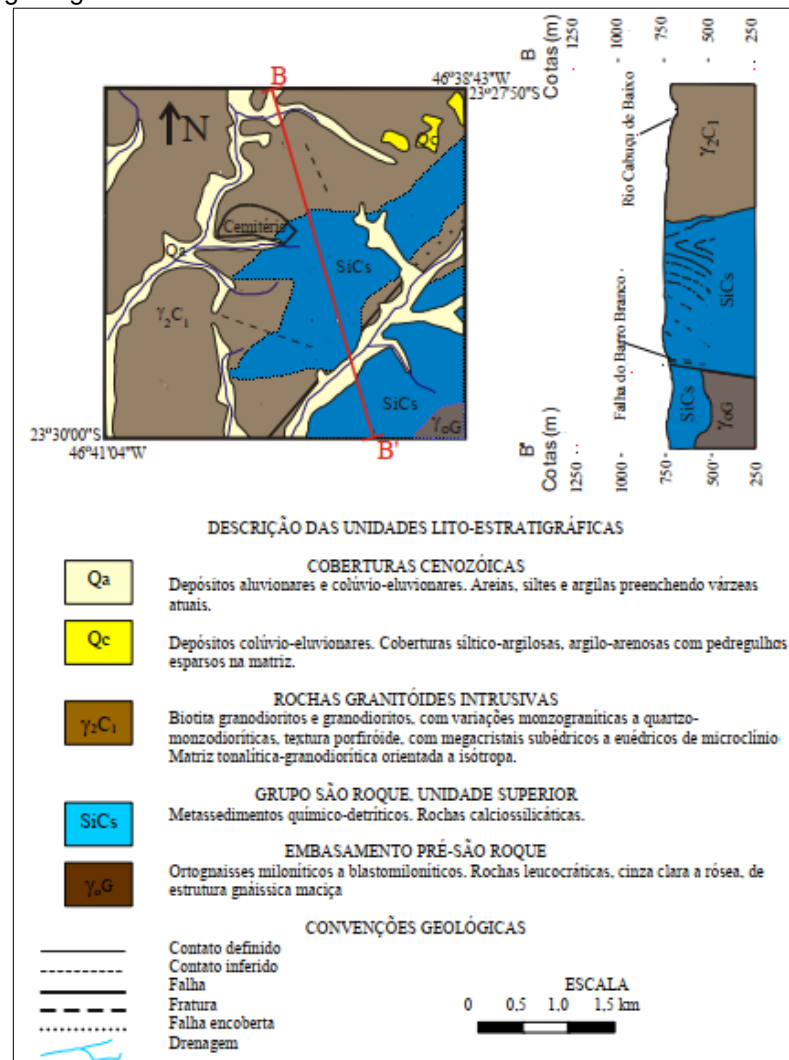 B
46°38'43"W
23°27'50"S
N
Qc
Cemitério
Qa
SiCs
γ₂C₁
SiCs
γₒG
23°30'00"S
46°41'04"W
B'
B
Cotas (m)
1250
1000
750
500
250
Rio Cabuçu de Baixo
γ₂C₁
SiCs
Falha do Barro Branco
SiCs
γₒG
B'
Cotas (m)
1250
1000
750
500
250
DESCRIÇÃO DAS UNIDADES LITO-ESTRATIGRÁFICAS
COBERTURAS CENOZÓICAS
Qa
Depósitos aluvionares e colúvio-eluvionares. Areias, siltes e argilas preenchendo várzeas
atuais.
Qc
Depósitos colúvio-eluvionares. Coberturas síltico-argilosas, argilo-arenosas com pedregulhos
esparsos na matriz.
ROCHAS GRANITÓIDES INTRUSIVAS
γ₂C₁
Biotita granodioritos e granodioritos, com variações monzograníticas a quartzo-
monzodioríticas, textura porfiróide, com megacristais subédricos a euédricos de microclínio
Matriz tonalítica-granodiorítica orientada a isótropa.
GRUPO SÃO ROQUE, UNIDADE SUPERIOR
SiCs
Metassedimentos químico-detríticos. Rochas calciossilicáticas.
EMBASAMENTO PRÉ-SÃO ROQUE
γₒG
Ortognaisses miloníticos a blastomiloníticos. Rochas leucocráticas, cinza clara a rósea, de
estrutura gnáissica maciça
CONVENÇÕES GEOLÓGICAS
Contato definido
Contato inferido
Falha
Fratura
Falha encoberta
Drenagem
ESCALA
0 0,5 1,0 1,5 km